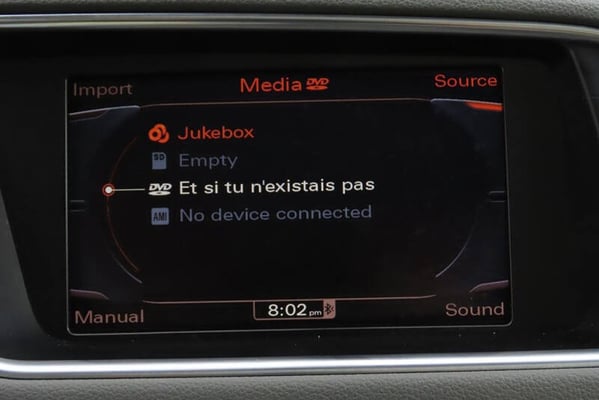 Import
Media DVD
Source
Jukebox
SD Empty
DVD Et si tu n'existais pas
AMI No device connected
Manual
8:02 pm
Sound